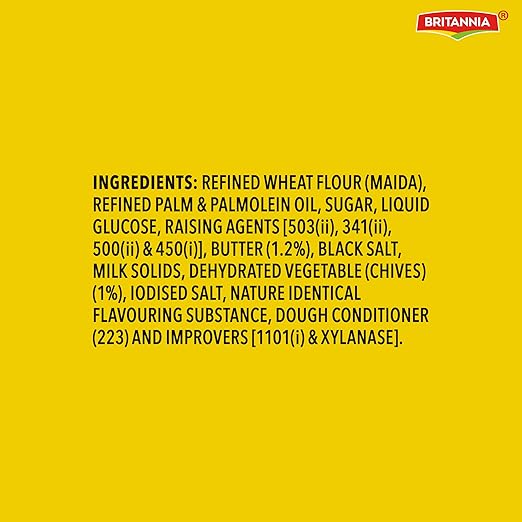 BRITANNIA®
INGREDIENTS: REFINED WHEAT FLOUR (MAIDA),
REFINED PALM & PALMOLEIN OIL, SUGAR, LIQUID
GLUCOSE, RAISING AGENTS [503(ii), 341(ii),
500(ii) & 450(i)], BUTTER (1.2%), BLACK SALT,
MILK SOLIDS, DEHYDRATED VEGETABLE (CHIVES)
(1%), IODISED SALT, NATURE IDENTICAL
FLAVOURING SUBSTANCE, DOUGH CONDITIONER
(223) AND IMPROVERS [1101(i) & XYLANASE].